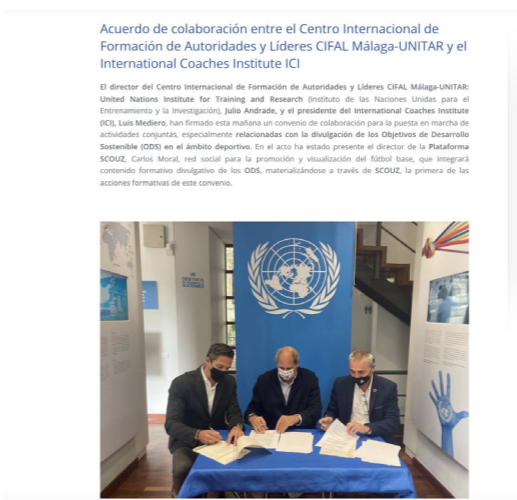 Acuerdo de colaboración entre el Centro Internacional de
Formación de Autoridades y Líderes CIFAL Málaga-UNITAR y el
International Coaches Institute ICI
El director del Centro Internacional de Formación de Autoridades y Líderes CIFAL Málaga-UNITAR:
United Nations Institute for Training and Research (Instituto de las Naciones Unidas para el
Entrenamiento y la Investigación), Julio Andrade, y el presidente del International Coaches Institute
(ICI), Luis Mediero, han firmado esta mañana un convenio de colaboración para la puesta en marcha de
actividades conjuntas, especialmente relacionadas con la divulgación de los Objetivos de Desarrollo
Sostenible (ODS) en el ámbito deportivo. En el acto ha estado presente el director de la Plataforma
SCOUZ, Carlos Moral, red social para la promoción y visualización del fútbol base, que integrará
contenido formativo divulgativo de los ODS, materializándose a través de SCOUZ, la primera de las
acciones formativas de este convenio.